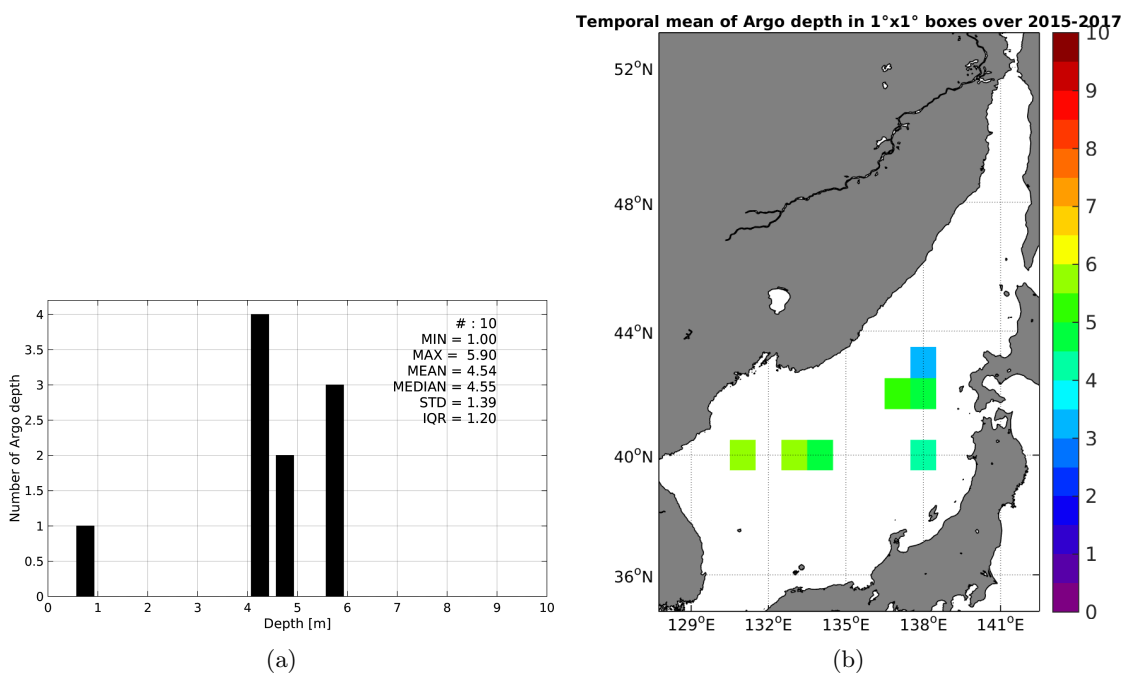 4
3.5
3
2.5
2
1.5
1
0.5
0
Number of Argo depth
# : 10
MIN = 1.00
MAX = 5.90
MEAN = 4.54
MEDIAN = 4.55
STD = 1.39
IQR = 1.20
0 1 2 3 4 5 6 7 8 9 10
Depth [m]
(a)
Temporal mean of Argo depth in 1°x1° boxes over 2015-2017
52°N
48°N
44°N
40°N
36°N
129°E 132°E 135°E 138°E 141°E
10
9
8
7
6
5
4
3
2
1
0
(b)